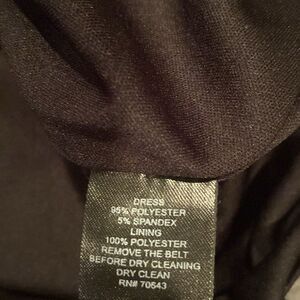 DRESS
95% POLYESTER
5% SPANDEX
LINING
100% POLYESTER
REMOVE THE BELT
BEFORE DRY CLEANING
DRY CLEAN
RN# 70643